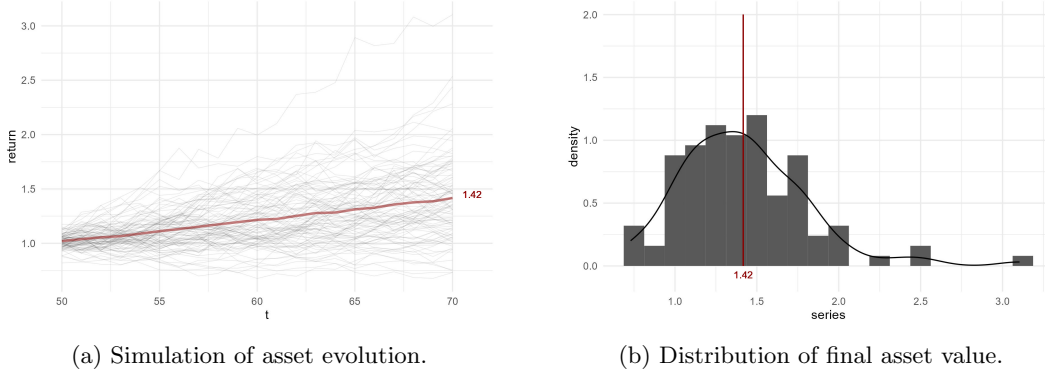 3.0
2.5
2.0
1.5
1.0
return
1.42
50 55 60 65 70
t
(a) Simulation of asset evolution.
2.0
1.5
1.0
0.5
0.0
density
1.42
1.0 1.5 2.0 2.5 3.0
series
(b) Distribution of final asset value.